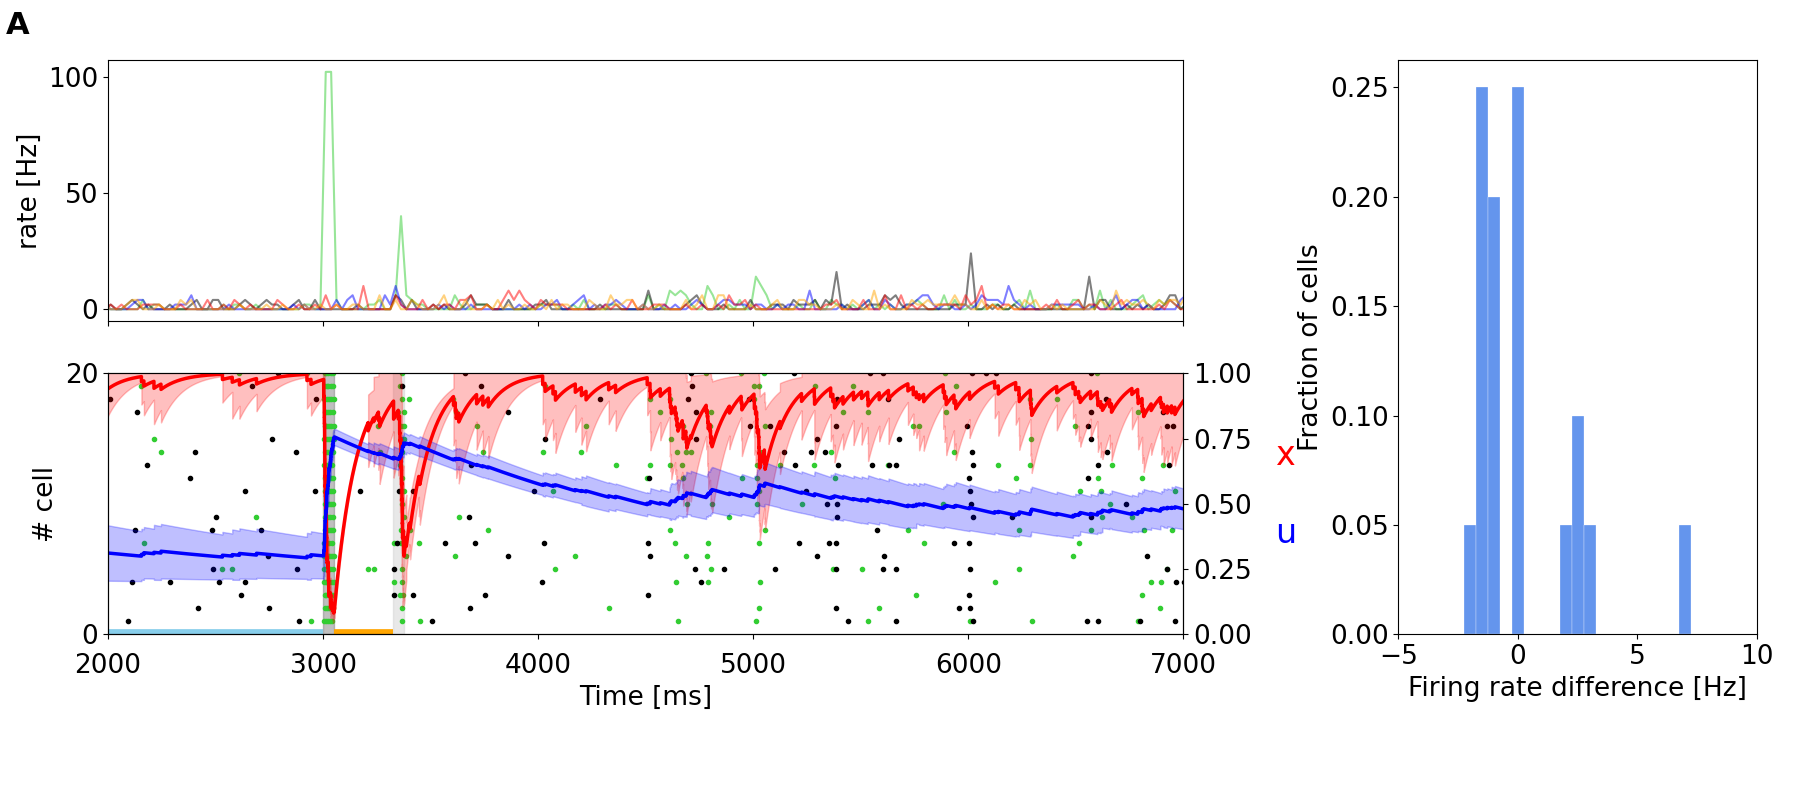 A
100
50
0
rate [Hz]
20
0
# cell
1.00
0.75
0.50
0.25
0.00
x
u
2000 3000 4000 5000 6000 7000
Time [ms]
0.25
0.20
0.15
0.10
0.05
0.00
Fraction of cells
−5 0 5 10
Firing rate difference [Hz]